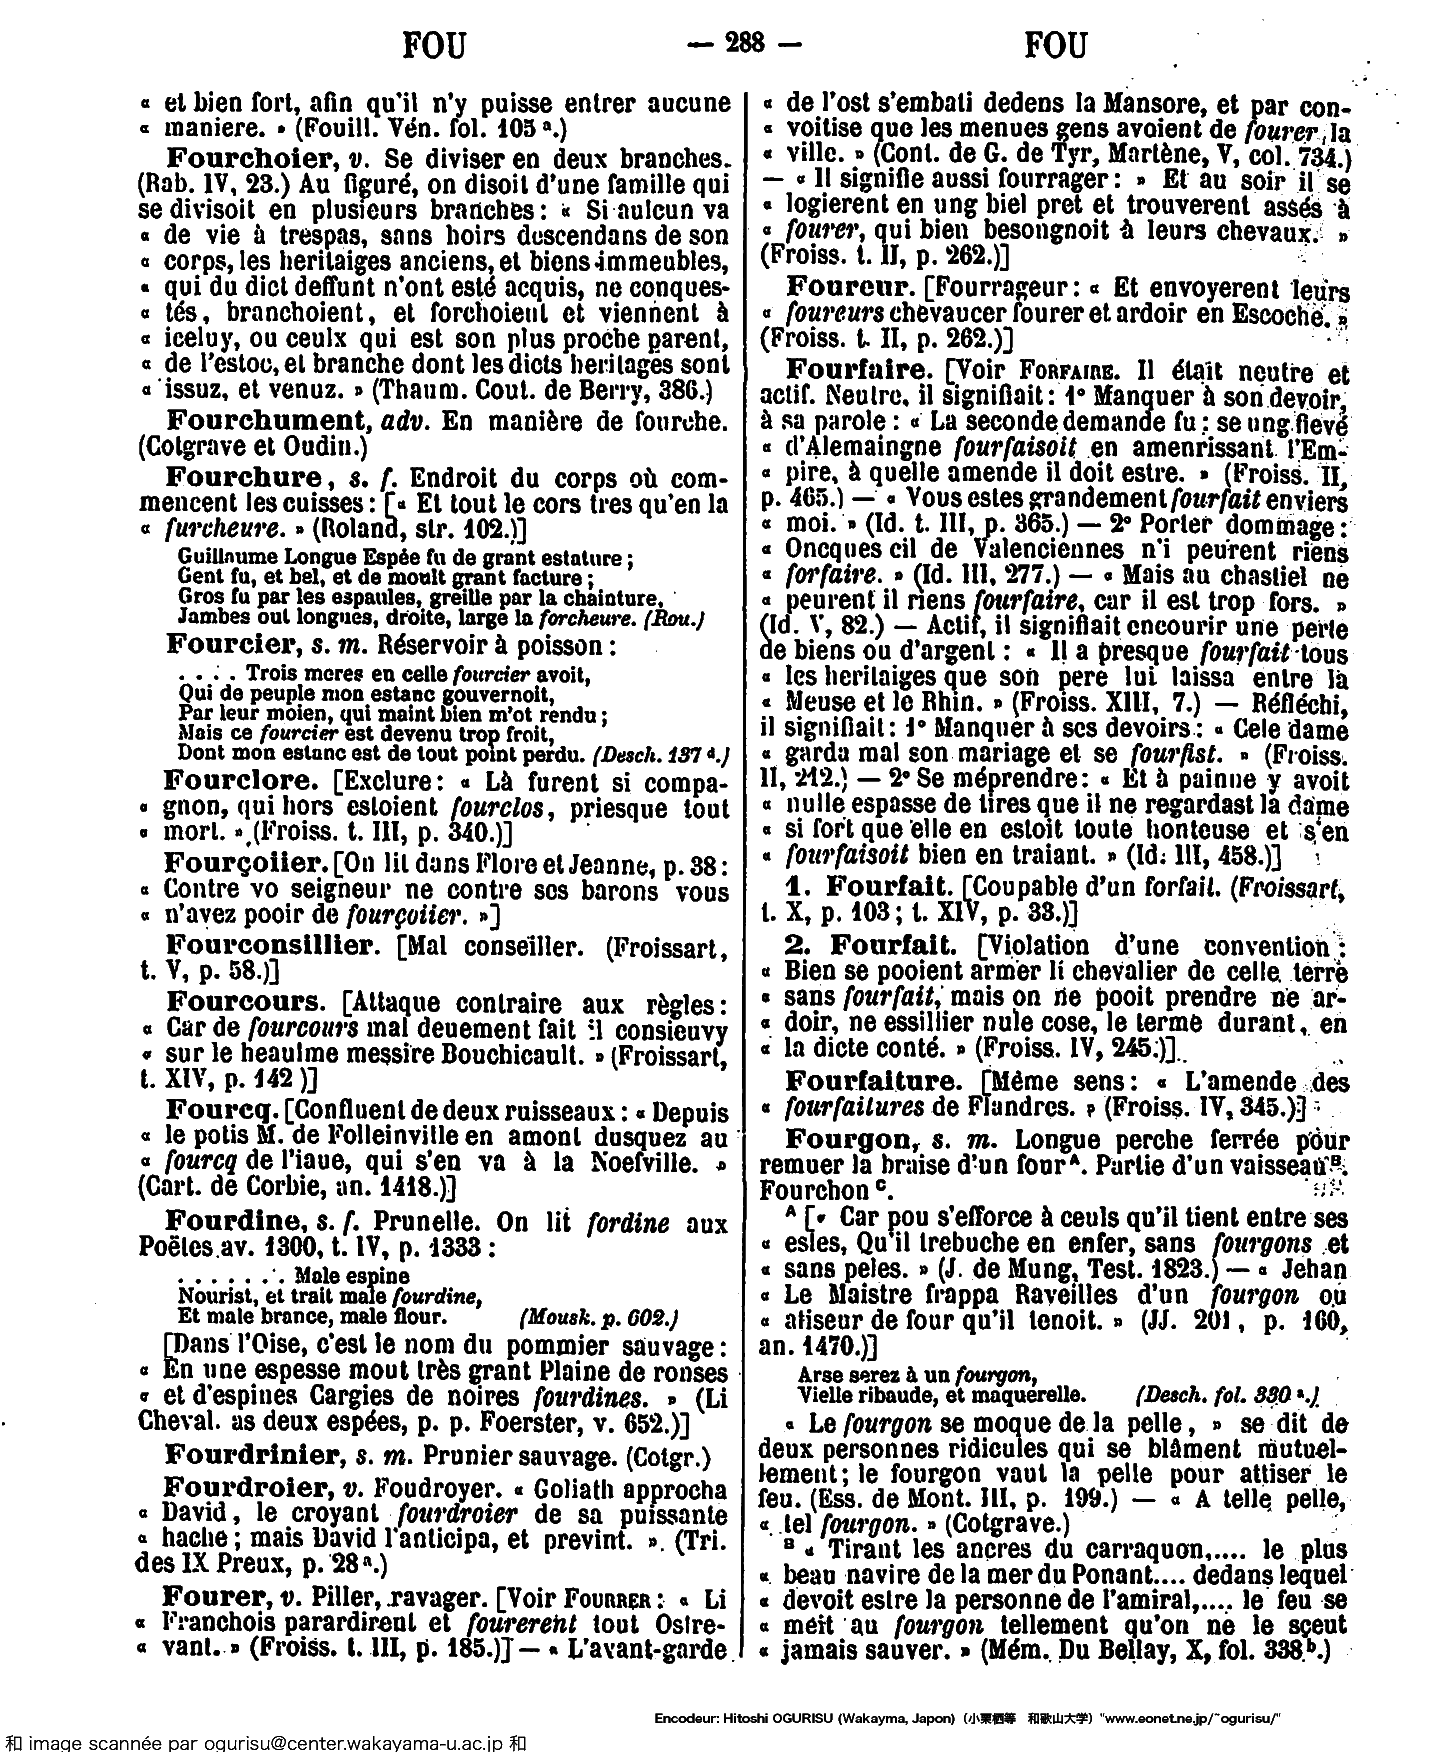 FOU — 288 — FOU
« et bien fort, afin qu'il n'y puisse entrer aucune
« maniere. » (Fouill. Vén. fol. 105 ª.)
Fourchoier, v. Se diviser en deux branches.
(Rab. IV, 23.) Au figuré, on disoit d'une famille qui
se divisoit en plusieurs branches : « Si aulcun va
« de vie à trespas, sans hoirs descendans de son
« corps, les heritaiges anciens, et biens immeubles,
« qui du dict deffunt n'ont esté acquis, ne conques-
« tés, branchoient, et forchoient et viennent à
« iceluy, ou ceulx qui est son plus proche parent,
« de l'estoc, et branche dont les dicts heritages sont
« issuz, et venuz. » (Thaum. Cout. de Berry, 386.)
Fourchument, adv. En manière de fourche.
(Cotgrave et Oudin.)
Fourchure, s. f. Endroit du corps où com-
mencent les cuisses : [« Et tout le cors tres qu'en la
« furcheure. » (Roland, str. 102.)]
Guillaume Longue Espée fu de grant estature ;
Gent fu, et bel, et de moult grant facture ;
Gros fu par les espaules, greille par la chainture,
Jambes out longues, droite, large la forcheure. (Rou.)
Fourcier, s. m. Réservoir à poisson :
. . . . Trois meres en celle fourcier avoit,
Qui de peuple mon estanc gouvernoit,
Par leur moien, qui maint bien m'ot rendu ;
Mais ce fourcier est devenu trop froit,
Dont mon estanc est de tout point perdu. (Desch. 137 d.)
Fourclore. [Exclure : « Là furent si compa-
« gnon, qui hors estoient fourclos, priesque tout
« mort. » (Froiss. t. III, p. 340.)]
Fourçoiier. [On lit dans Flore et Jeanne, p. 38 :
« Contre vo seigneur ne contre ses barons vous
« n'avez pooir de fourçoiier. »]
Fourconsillier. [Mal conseiller. (Froissart,
t. V, p. 58.)]
Fourcours. [Attaque contraire aux règles :
« Car de fourcours mal deuement fait il consieuvy
« sur le heaulme messire Bouchicault. » (Froissart,
t. XIV, p. 142 )]
Fourcq. [Confluent de deux ruisseaux : « Depuis
« le potis M. de Folleinville en amont dusquez au
« fourcq de l'iaue, qui s'en va à la Noefville. »
(Cart. de Corbie, an. 1418.)]
Fourdine, s. f. Prunelle. On lit fordine aux
Poëtes av. 1300, t. IV, p. 1333 :
. . . . . . . Male espine
Nourist, et trait male fourdine,
Et male brance, male flour. (Mousk. p. 602.)
[Dans l'Oise, c'est le nom du pommier sauvage :
« En une espesse mout très grant Plaine de ronses
« et d'espines Cargies de noires fourdines. » (Li
Cheval. as deux espées, p. p. Foerster, v. 652.)]
Fourdrinier, s. m. Prunier sauvage. (Cotgr.)
Fourdroier, v. Foudroyer. « Goliath approcha
« David, le croyant fourdroier de sa puissante
« hache ; mais David l'anticipa, et prevint. ». (Tri.
des IX Preux, p. 28 ª.)
Fourer, v. Piller, ravager. [Voir FOURRER : « Li
« Franchois parardirent et fourerent tout Ostre-
« vant. » (Froiss. t. III, p. 185.)] — « L'avant-garde
« de l'ost s'embati dedens la Mansore, et par con-
« voitise que les menues gens avoient de fourer la
« ville. » (Cont. de G. de Tyr, Martène, V, col. 734.)
— « Il signifie aussi fourrager : » Et au soir il se
« logierent en ung biel pret et trouverent assés à
« fourer, qui bien besongnoit à leurs chevaux. »
(Froiss. t. II, p. 262.)]
Foureur. [Fourrageur : « Et envoyerent leurs
« foureurs chevaucer fourer et ardoir en Escoche. »
(Froiss. t. II, p. 262.)]
Fourfaire. [Voir FORFAIRE. Il était neutre et
actif. Neutre, il signifiait : 1º Manquer à son devoir,
à sa parole : « La seconde demande fu : se ung fievé
« d'Alemaingne fourfaisoit en amenrissant l'Em-
« pire, à quelle amende il doit estre. » (Froiss. II,
p. 465.) — « Vous estes grandement fourfait enviers
« moi. » (Id. t. III, p. 365.) — 2º Porter dommage :
« Oncques cil de Valenciennes n'i peurent riens
« forfaire. » (Id. III, 277.) — « Mais au chastiel ne
« peurent il riens fourfaire, car il est trop fors. »
(Id. V, 82.) — Actif, il signifiait encourir une perte
de biens ou d'argent : « Il a presque fourfait tous
« les heritaiges que son pere lui laissa entre la
« Meuse et le Rhin. » (Froiss. XIII, 7.) — Réfléchi,
il signifiait : 1º Manquer à ses devoirs : « Cele dame
« garda mal son mariage et se fourfist. » (Froiss.
II, 212.) — 2º Se méprendre : « Et à painne y avoit
« nulle espasse de tires que il ne regardast la dame
« si fort que elle en estoit toute honteuse et s'en
« fourfaisoit bien en traiant. » (Id. III, 458.)]
1. Fourfait. [Coupable d'un forfait. (Froissart,
t. X, p. 103 ; t. XIV, p. 33.)]
2. Fourfait. [Violation d'une convention :
« Bien se pooient armer li chevalier de celle terre
« sans fourfait, mais on ne pooit prendre ne ar-
« doir, ne essillier nule cose, le terme durant, en
« la dicte conté. » (Froiss. IV, 245.)]
Fourfaiture. [Même sens : « L'amende des
« fourfaitures de Flandres. » (Froiss. IV, 345.)]
Fourgon, s. m. Longue perche ferrée pour
remuer la braise d'un four A. Partie d'un vaisseau B.
Fourchon C.
A [« Car pou s'efforce à ceuls qu'il tient entre ses
« esles, Qu'il trebuche en enfer, sans fourgons et
« sans peles. » (J. de Mung, Test. 1823.) — « Jehan
« Le Maistre frappa Raveilles d'un fourgon ou
« atiseur de four qu'il tenoit. » (JJ. 201, p. 160,
an. 1470.)]
Arse serez à un fourgon,
Vielle ribaude, et maquerelle. (Desch. fol. 330 ª.)
« Le fourgon se moque de la pelle, » se dit de
deux personnes ridicules qui se blâment mutuel-
lement ; le fourgon vaut la pelle pour attiser le
feu. (Ess. de Mont. III, p. 199.) — « A telle pelle,
« tel fourgon. » (Cotgrave.)
B « Tirant les ancres du carraquon,.... le plus
« beau navire de la mer du Ponant.... dedans lequel
« devoit estre la personne de l'amiral,.... le feu se
« meit au fourgon tellement qu'on ne le sçeut
« jamais sauver. » (Mém. Du Bellay, X, fol. 338 b.)
Encodeur: Hitoshi OGURISU (Wakayma, Japon)（小栗栖等　和歌山大学）"www.eonet.ne.jp/~ogurisu/"
和 image scannée par ogurisu@center.wakayama-u.ac.jp 和